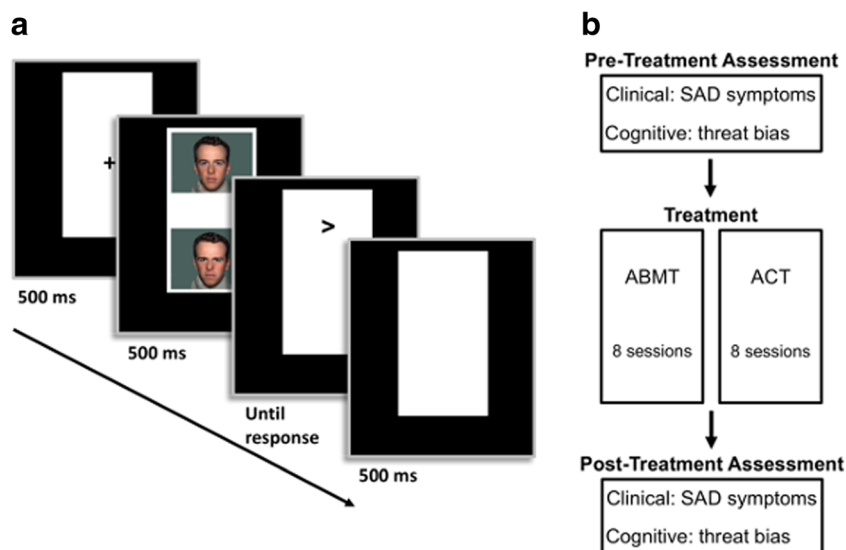 a
+
500 ms
500 ms
>
Until
response
500 ms
b
Pre-Treatment Assessment
Clinical: SAD symptoms
Cognitive: threat bias
Treatment
ABMT
8 sessions
ACT
8 sessions
Post-Treatment Assessment
Clinical: SAD symptoms
Cognitive: threat bias